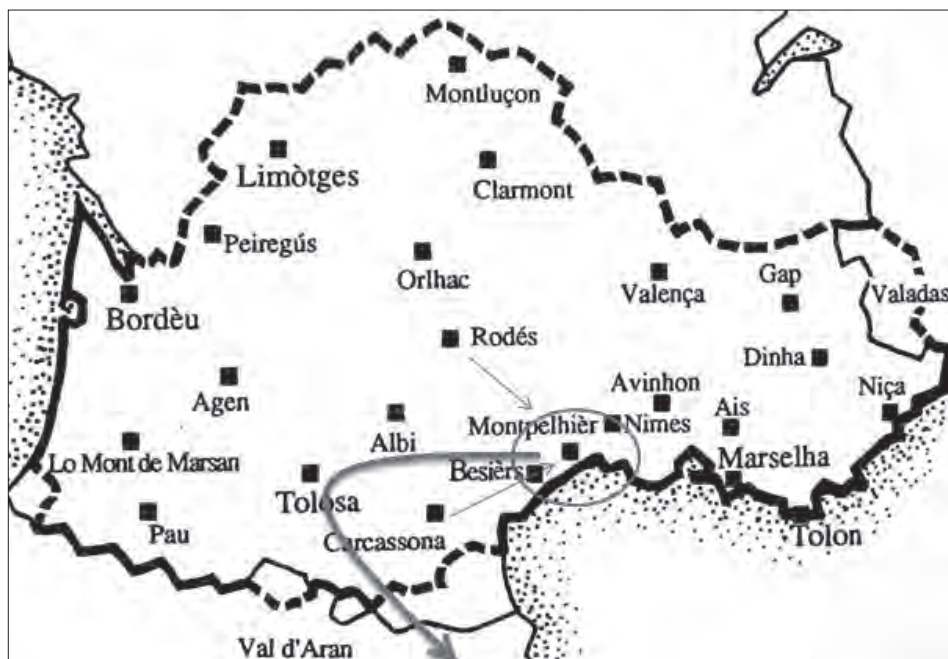 Montluçon
Limòtges
Clarmont
Peiregús
Orlhac
Valença
Gap
Valadas
Bordèu
Rodés
Dinha
Agen
Avinhon
Niça
Albi
Montpelhièr
Nimes
Ais
Lo Mont de Marsan
Besièrs
Marselha
Tolosa
Pau
Carcassona
Tolon
Val d'Aran